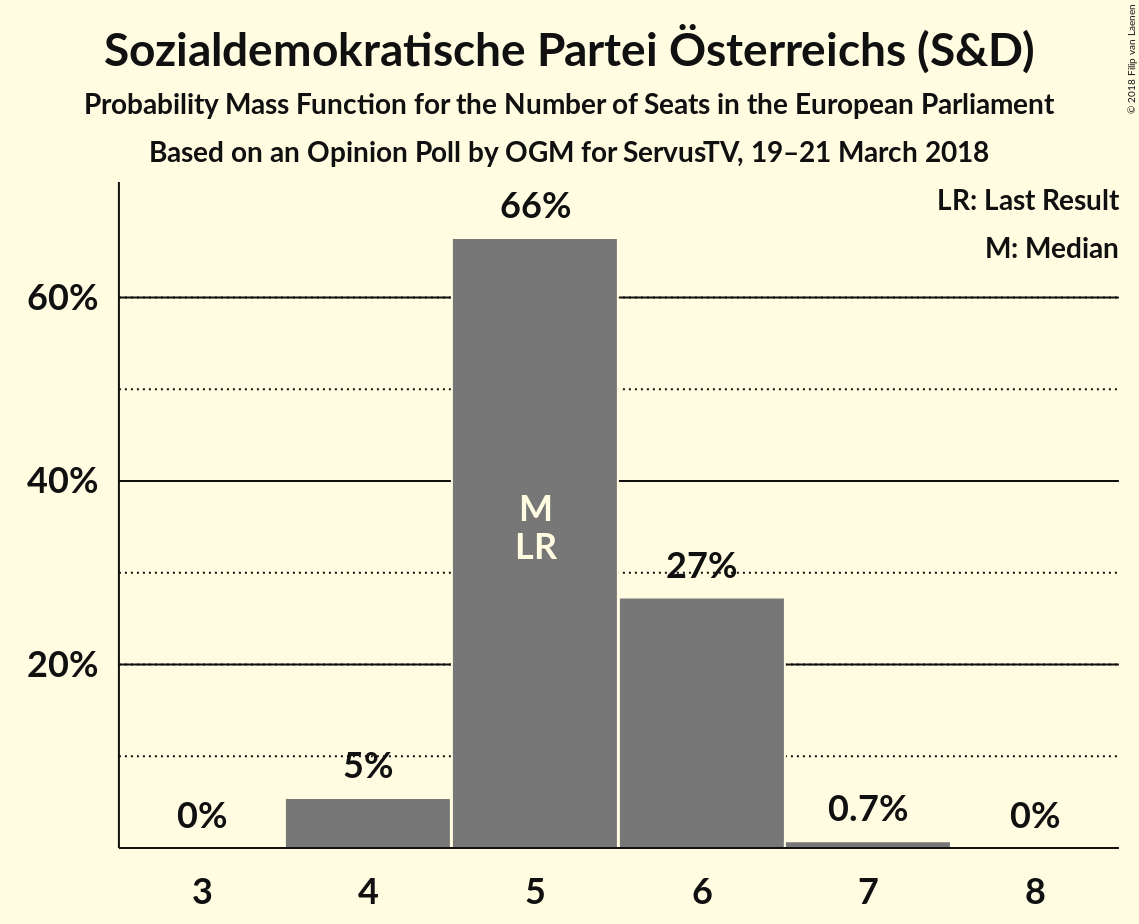 Sozialdemokratische Partei Österreichs (S&D)
Probability Mass Function for the Number of Seats in the European Parliament
Based on an Opinion Poll by OGM for ServusTV, 19–21 March 2018
© 2018 Filip van Laenen
LR: Last Result
M: Median
66%
60%
40%
M
LR
27%
20%
5%
0%
0.7%
0%
3 4 5 6 7 8